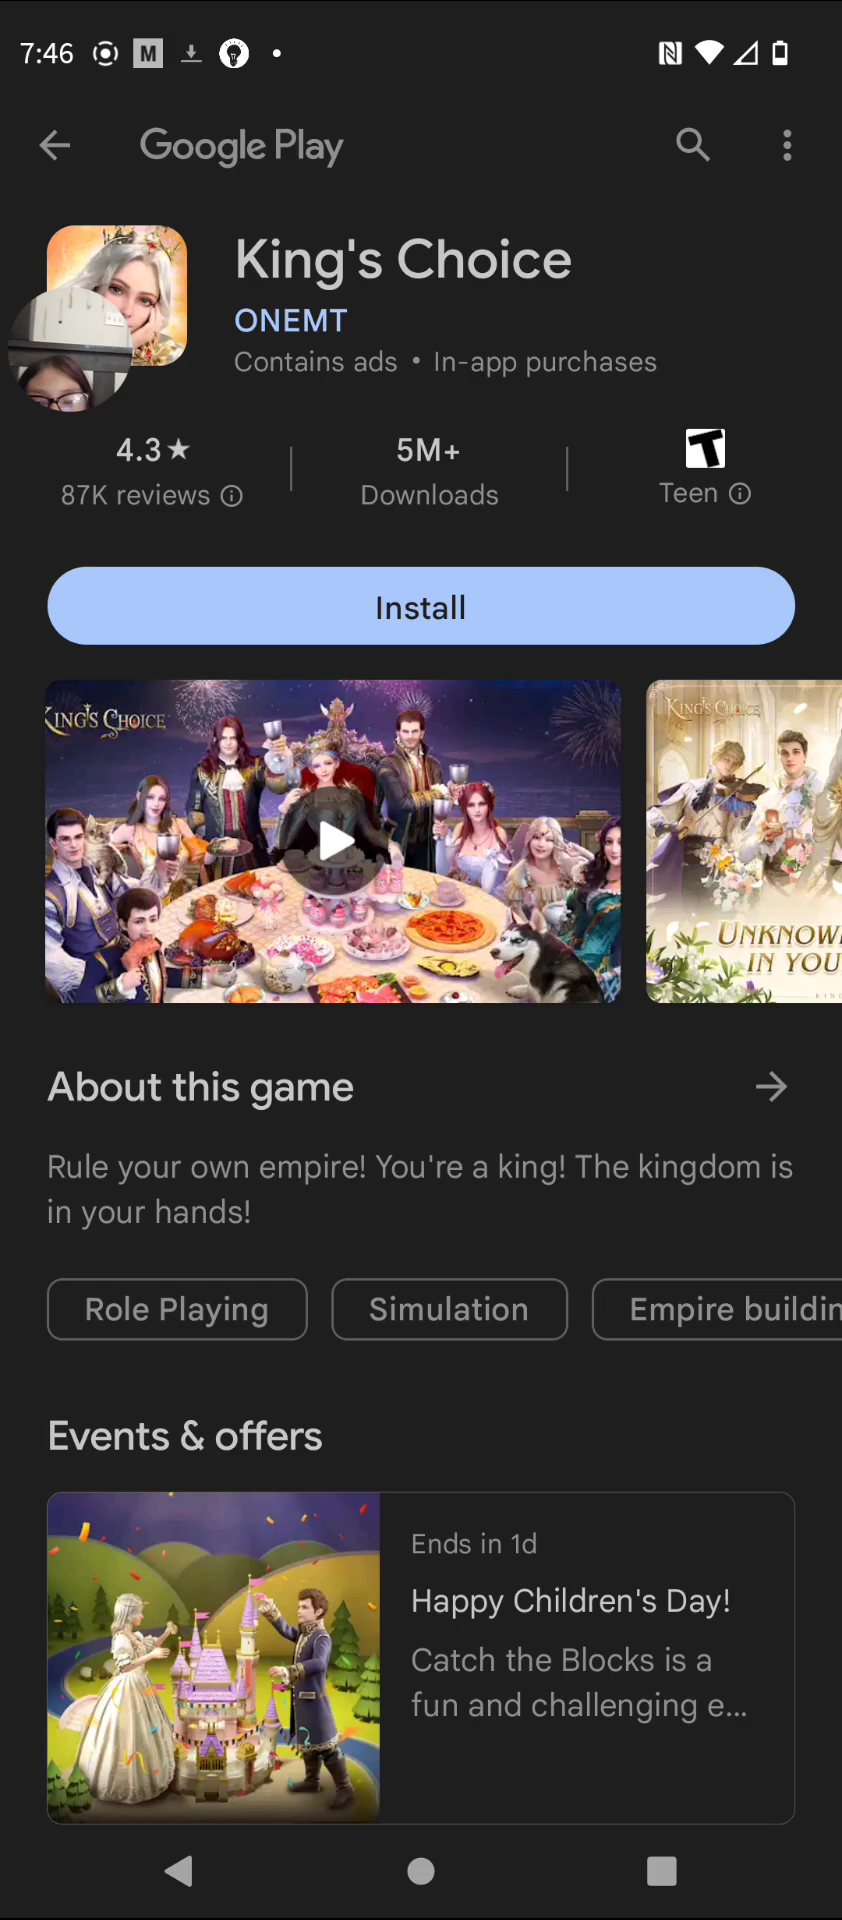 7:46
M
Google Play
King's Choice
ONEMT
Contains ads • In-app purchases
4.3★
87K reviews
5M+
Downloads
T
Teen
Install
KING'S CHOICE
KING'S CHOICE
IN YOU
About this game
Rule your own empire! You're a king! The kingdom is
in your hands!
Role Playing
Simulation
Empire buildin
Events & offers
Ends in 1d
Happy Children's Day!
Catch the Blocks is a
fun and challenging e...